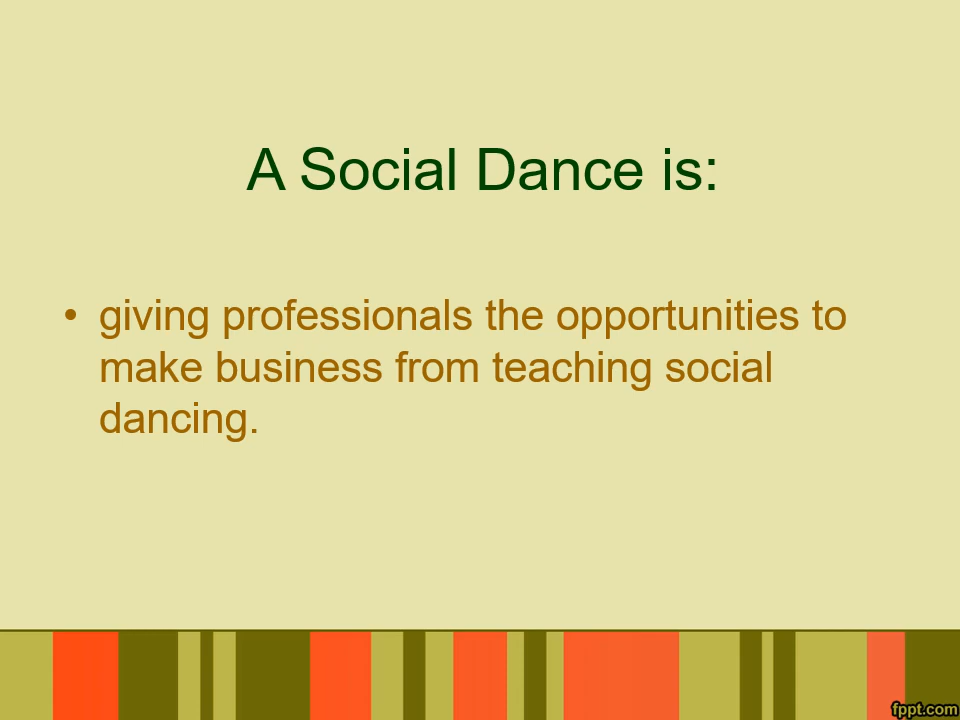 A Social Dance is:
• giving professionals the opportunities to
make business from teaching social
dancing.
fppt.com